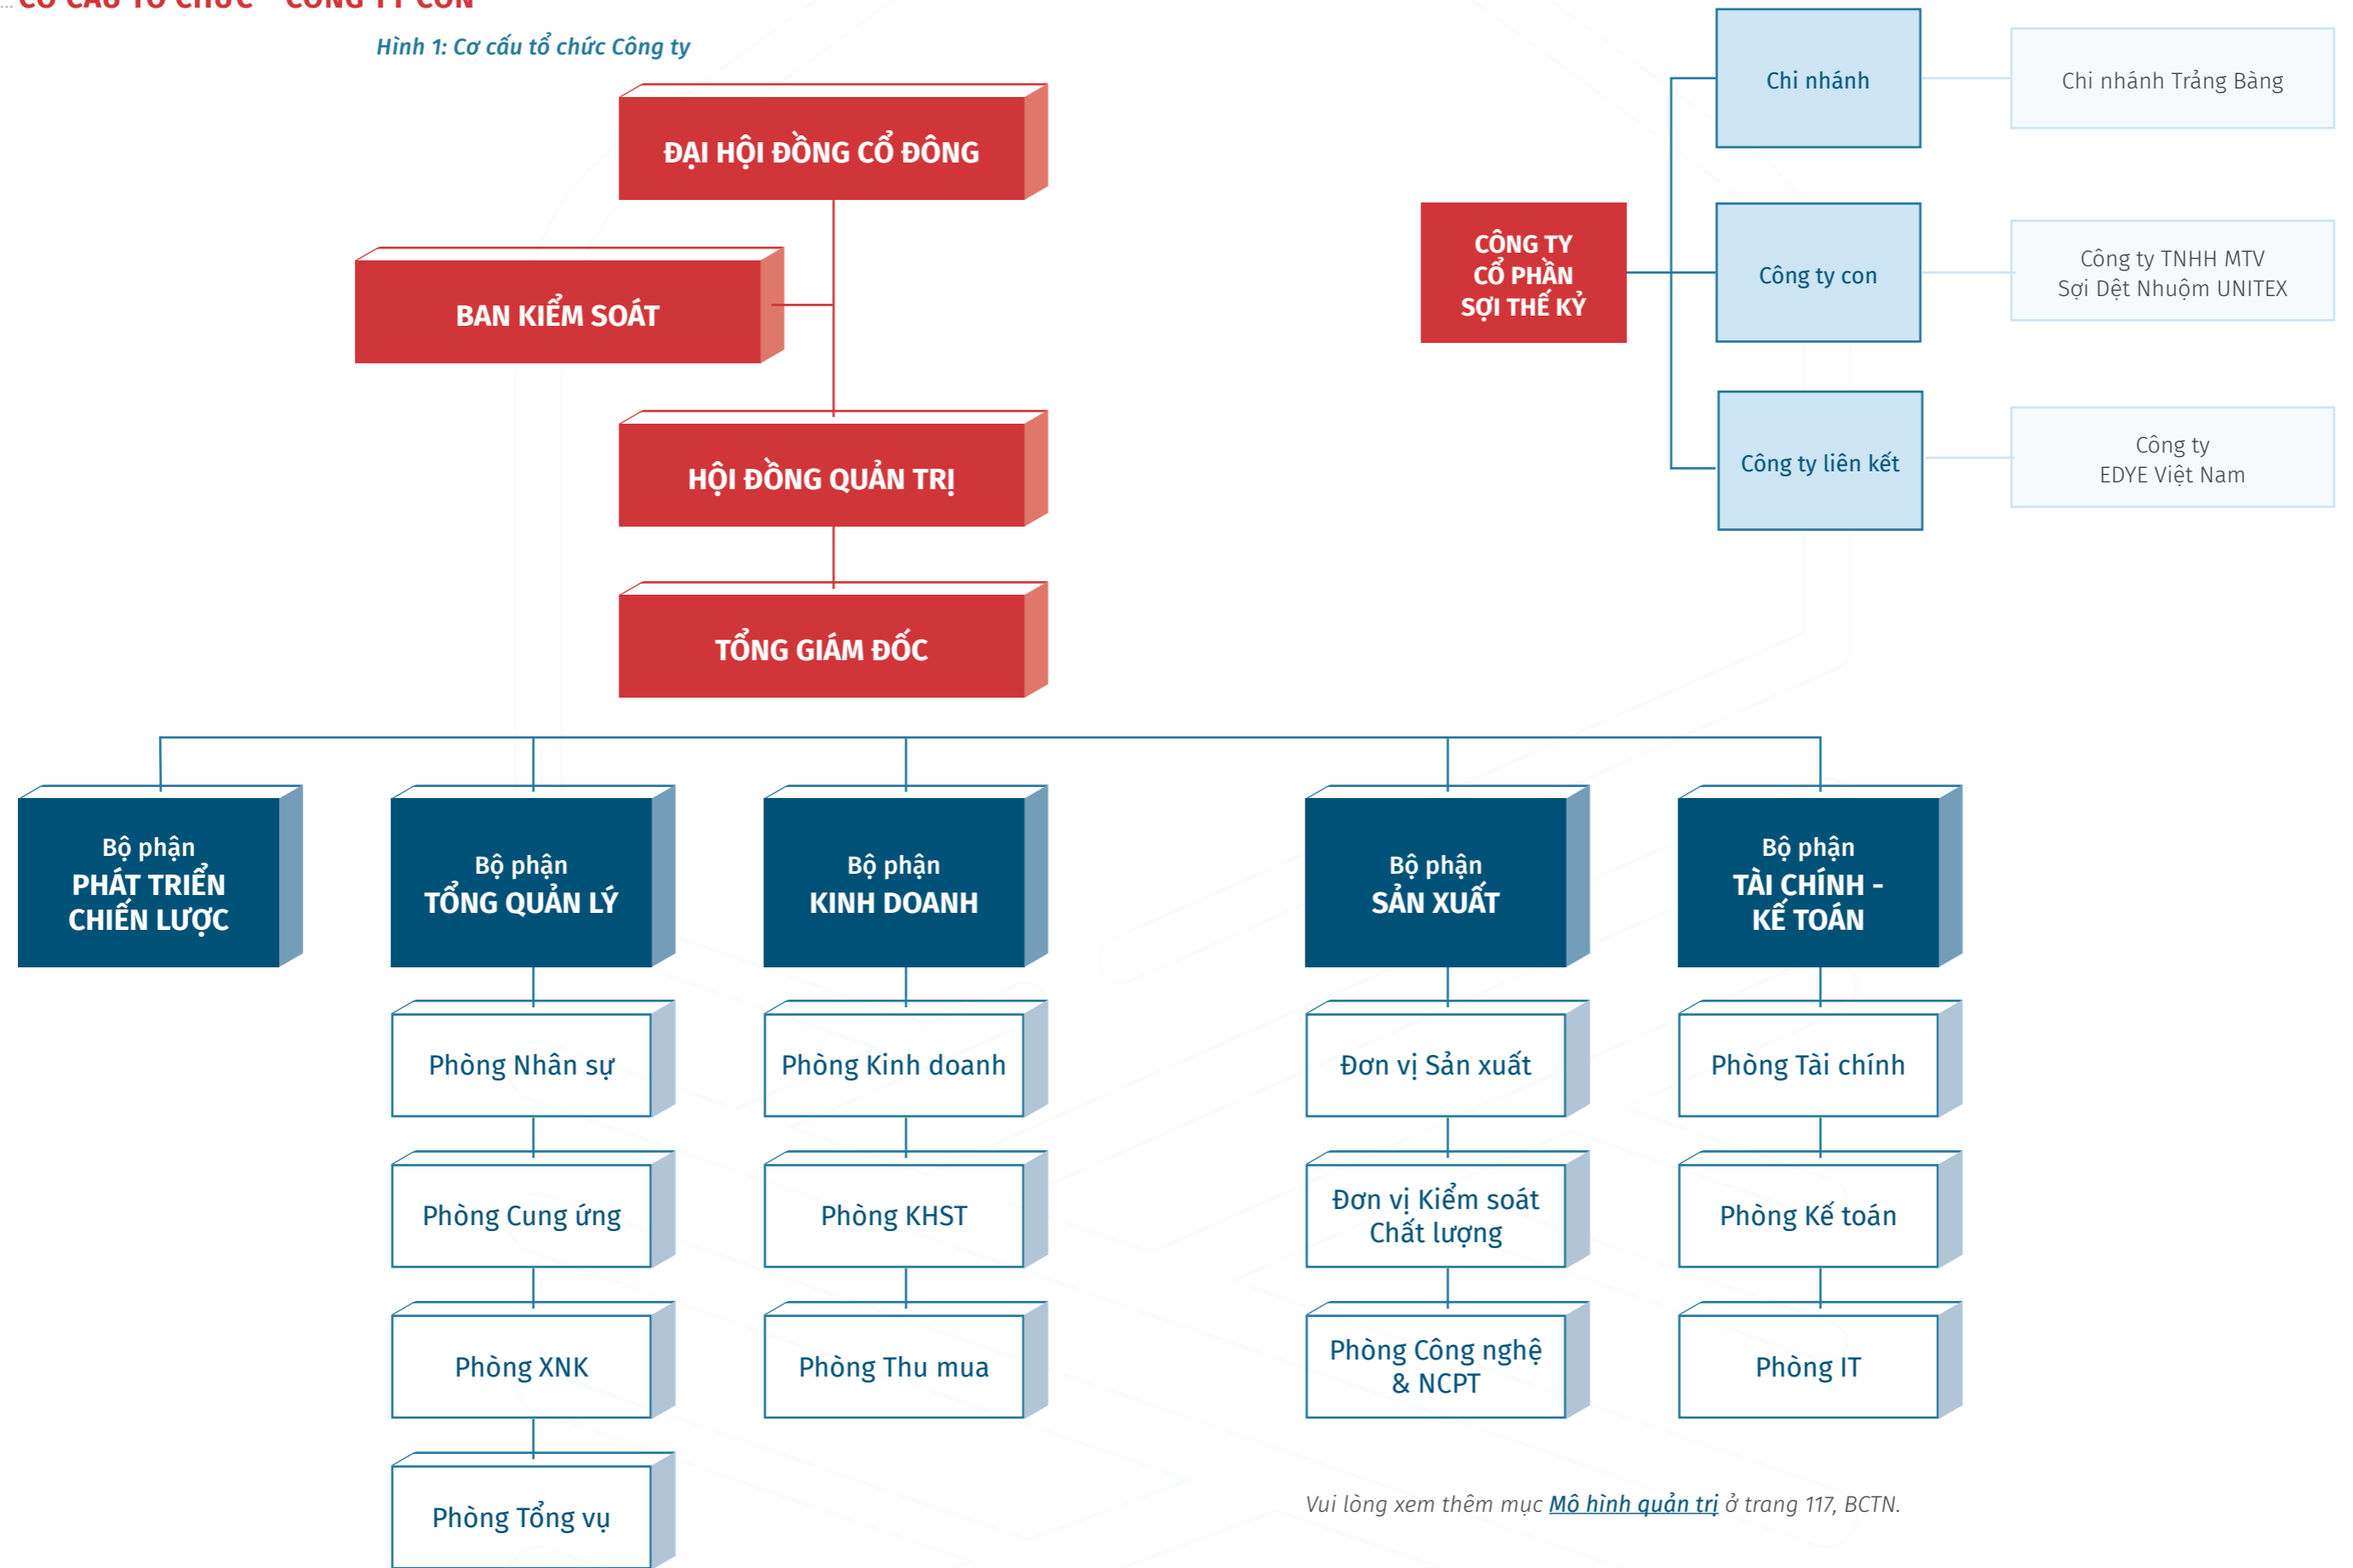 CƠ CẤU TỔ CHỨC - CÔNG TY CON
Hình 1: Cơ cấu tổ chức Công ty
ĐẠI HỘI ĐỒNG CỔ ĐÔNG
BAN KIỂM SOÁT
HỘI ĐỒNG QUẢN TRỊ
TỔNG GIÁM ĐỐC
CÔNG TY
CỔ PHẦN
SỢI THẾ KỶ
Chi nhánh
Chi nhánh Trảng Bàng
Công ty con
Công ty TNHH MTV
Sợi Dệt Nhuộm UNITEX
Công ty liên kết
Công ty
EDYE Việt Nam
Bộ phận
PHÁT TRIỂN
CHIẾN LƯỢC
Bộ phận
TỔNG QUẢN LÝ
Phòng Nhân sự
Phòng Cung ứng
Phòng XNK
Phòng Tổng vụ
Bộ phận
KINH DOANH
Phòng Kinh doanh
Phòng KHST
Phòng Thu mua
Bộ phận
SẢN XUẤT
Đơn vị Sản xuất
Đơn vị Kiểm soát
Chất lượng
Phòng Công nghệ
& NCPT
Bộ phận
TÀI CHÍNH -
KẾ TOÁN
Phòng Tài chính
Phòng Kế toán
Phòng IT
Vui lòng xem thêm mục Mô hình quản trị ở trang 117, BCTN.